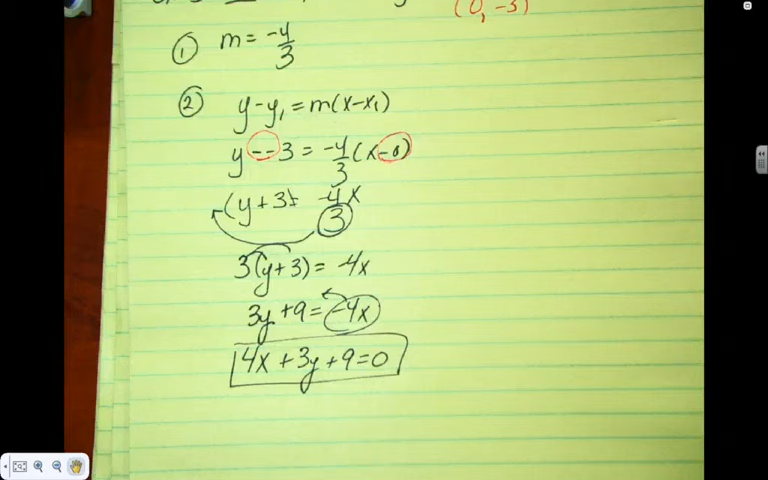 (0, -3)
① m = -4/3
② y - y₁ = m(x - x₁)
y - - 3 = -4/3 (x - 0)
(y + 3) = -4x/3
3(y + 3) = -4x
3y + 9 = -4x
4x + 3y + 9 = 0